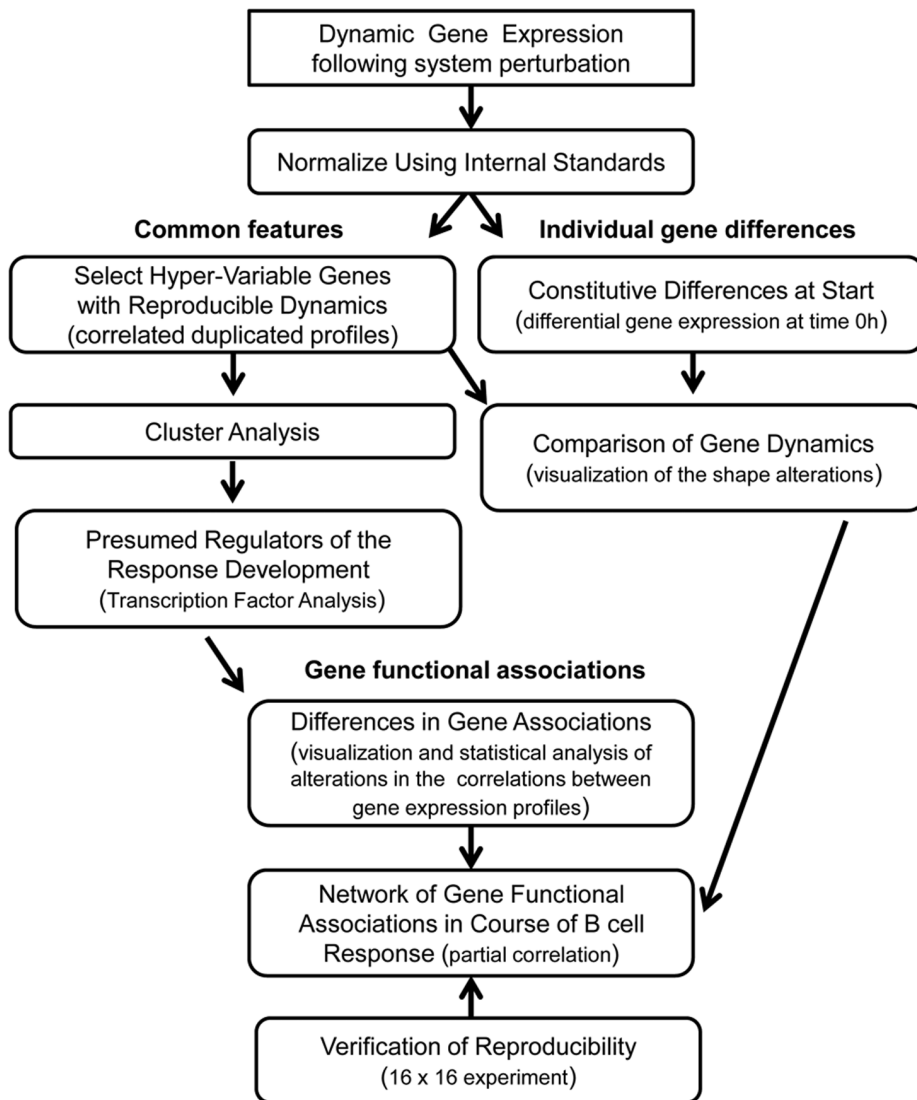 Dynamic Gene Expression
following system perturbation
Normalize Using Internal Standards
Common features
Individual gene differences
Select Hyper-Variable Genes
with Reproducible Dynamics
(correlated duplicated profiles)
Constitutive Differences at Start
(differential gene expression at time 0h)
Cluster Analysis
Comparison of Gene Dynamics
(visualization of the shape alterations)
Presumed Regulators of the
Response Development
(Transcription Factor Analysis)
Gene functional associations
Differences in Gene Associations
(visualization and statistical analysis of
alterations in the correlations between
gene expression profiles)
Network of Gene Functional
Associations in Course of B cell
Response (partial correlation)
Verification of Reproducibility
(16 x 16 experiment)